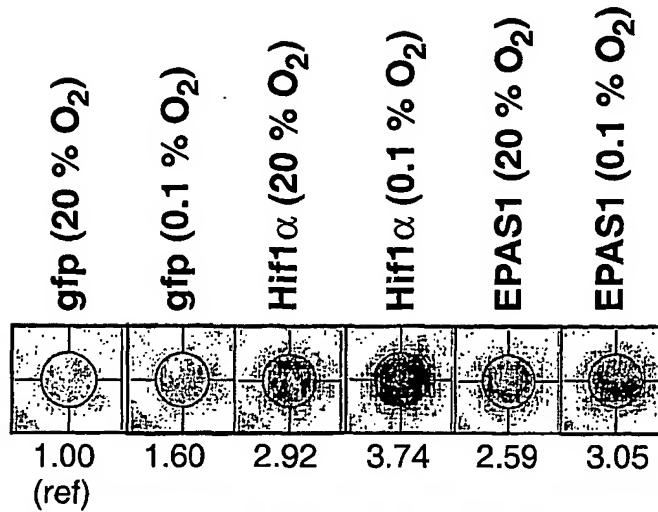 gfp (20 % O₂)
gfp (0.1 % O₂)
Hif1α (20 % O₂)
Hif1α (0.1 % O₂)
EPAS1 (20 % O₂)
EPAS1 (0.1 % O₂)
1.00 1.60 2.92 3.74 2.59 3.05
(ref)